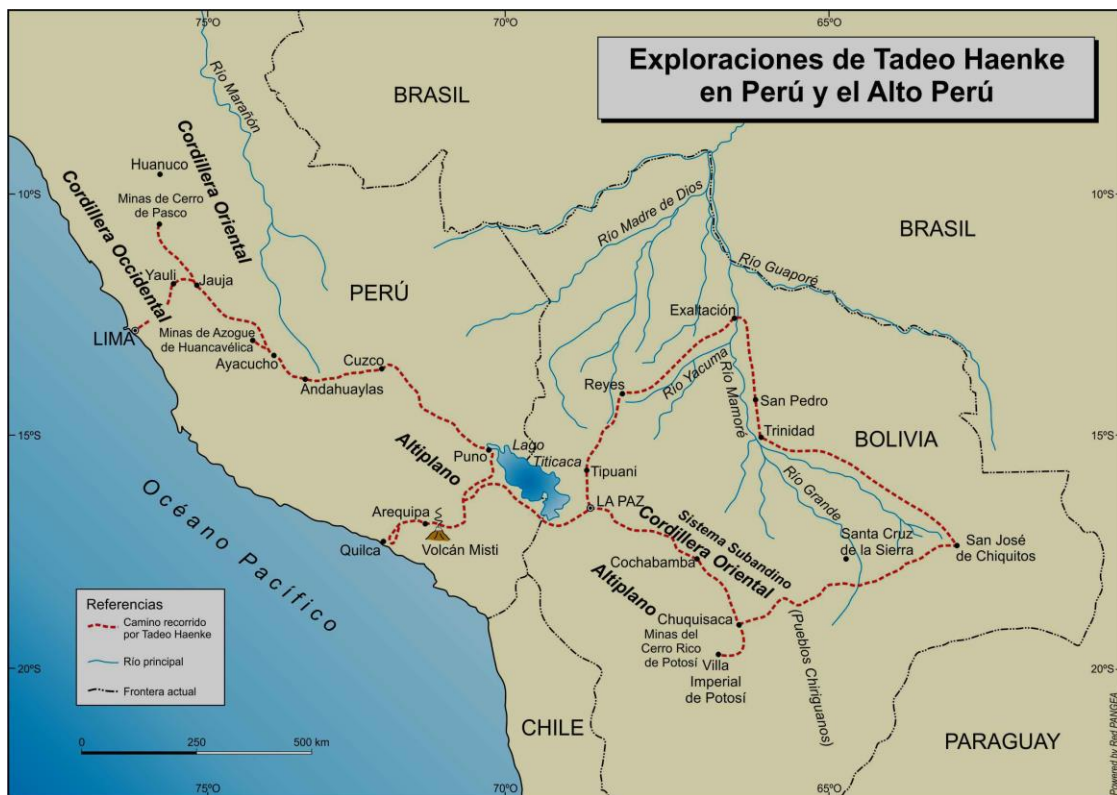 Exploraciones de Tadeo Haenke
en Perú y el Alto Perú
75ºO
70ºO
65ºO
BRASIL
Río Marañón
Cordillera Oriental
Huanuco
Minas de Cerro
de Pasco
Cordillera Occidental
10ºS
10ºS
Río Madre de Dios
BRASIL
Río Guaporé
Yauli
Jauja
PERÚ
LIMA
Minas de Azogue
de Huancavélica
Ayacucho
Andahuaylas
Cuzco
Exaltación
Reyes
Río Yacuma
Río Mamoré
San Pedro
Trinidad
BOLIVIA
15ºS
15ºS
Altiplano
Puno
Lago
Titicaca
Tipuani
LA PAZ
Río Grande
Arequipa
Quilca
Volcán Misti
Sistema Subandino
Cordillera Oriental
Santa Cruz
de la Sierra
San José
de Chiquitos
Cochabamba
Altiplano
Océano Pacífico
Chuquisaca
Minas del
Cerro Rico
de Potosí
Villa
Imperial
de Potosí
(Pueblos Chiriguanos)
Referencias
Camino recorrido
por Tadeo Haenke
Río principal
Frontera actual
20ºS
20ºS
CHILE
PARAGUAY
0
250
500 km
75ºO
70ºO
65ºO
Powered by Red PANGEA